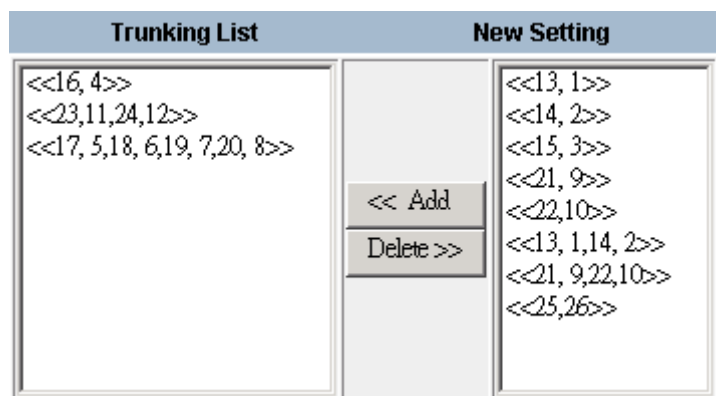 Trunking List
New Setting
<<16, 4>>
<<23,11,24,12>>
<<17, 5,18, 6,19, 7,20, 8>>
<< Add
Delete >>
<<13, 1>>
<<14, 2>>
<<15, 3>>
<<21, 9>>
<<22,10>>
<<13, 1,14, 2>>
<<21, 9,22,10>>
<<25,26>>